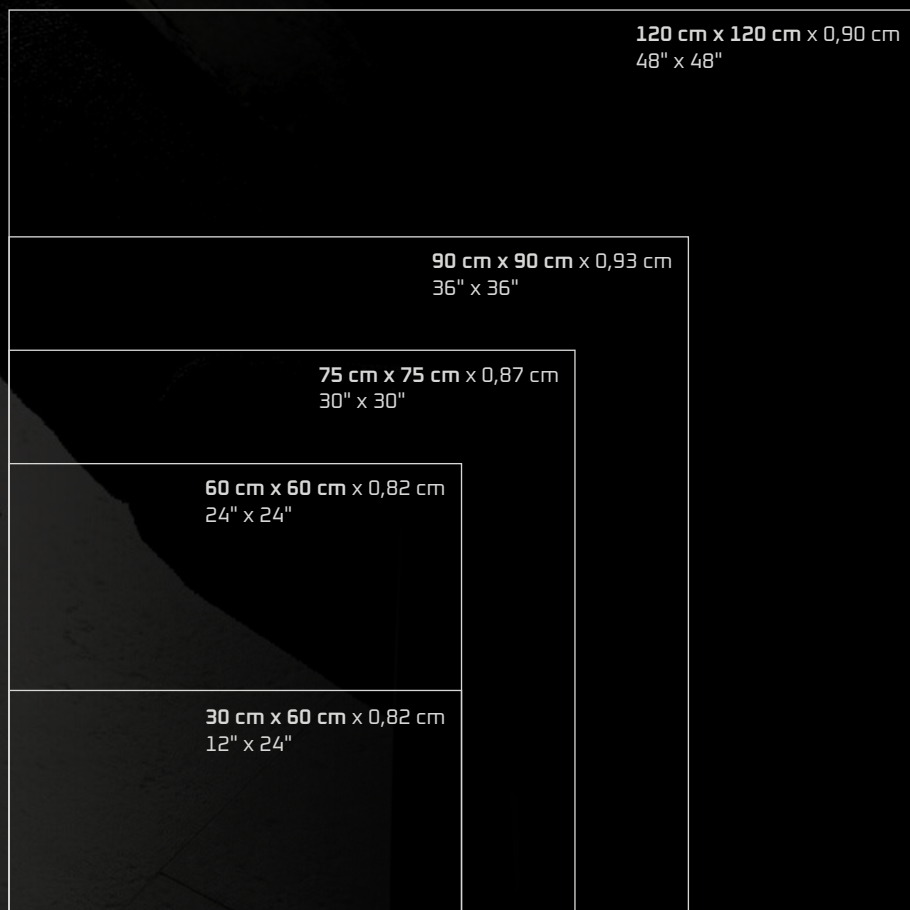 120 cm x 120 cm x 0,90 cm
48" x 48"
90 cm x 90 cm x 0,93 cm
36" x 36"
75 cm x 75 cm x 0,87 cm
30" x 30"
60 cm x 60 cm x 0,82 cm
24" x 24"
30 cm x 60 cm x 0,82 cm
12" x 24"